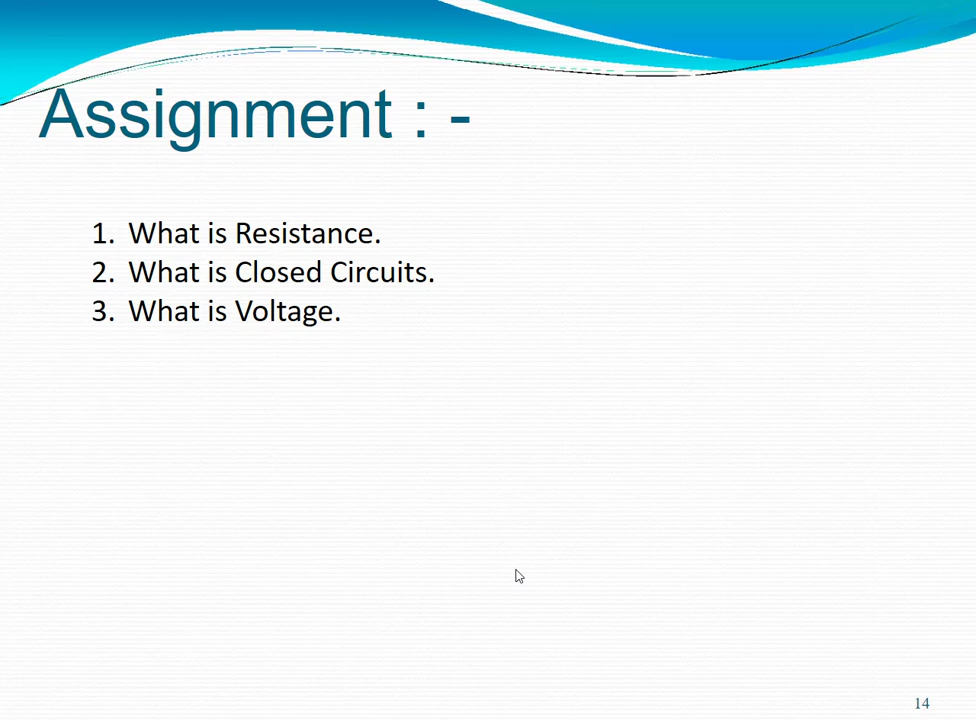 Assignment : -
1. What is Resistance.
2. What is Closed Circuits.
3. What is Voltage.
14